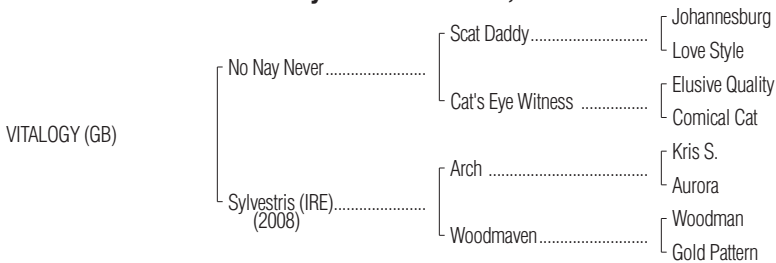 Johannesburg
Scat Daddy
Love Style
No Nay Never
Elusive Quality
Cat's Eye Witness
Comical Cat
VITALOGY (GB)
Kris S.
Arch
Aurora
Sylvestris (IRE)
(2008)
Woodman
Woodmaven
Gold Pattern